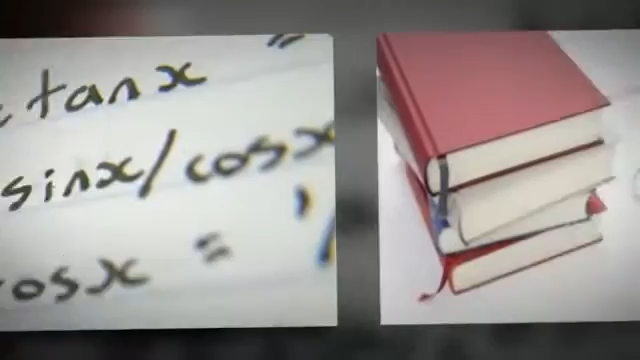 tanx =
sinx/cosx
cosx = '/